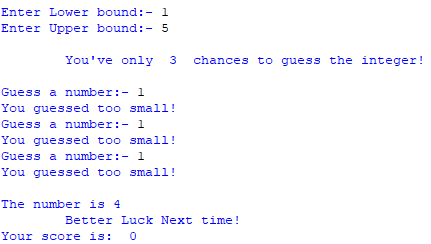 Enter Lower bound:- 1
Enter Upper bound:- 5
You've only  3  chances to guess the integer!
Guess a number:- 1
You guessed too small!
Guess a number:- 1
You guessed too small!
Guess a number:- 1
You guessed too small!
The number is 4
Better Luck Next time!
Your score is:  0